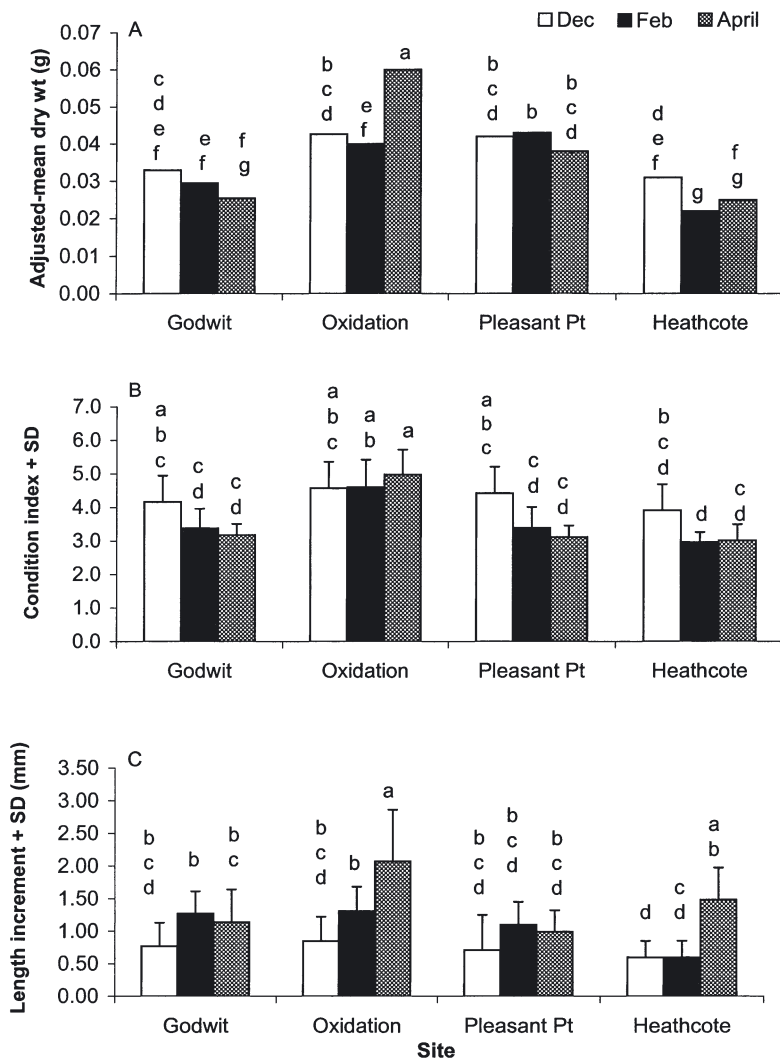 Dec Feb April
A
Adjusted-mean dry wt (g)
0.07
0.06
0.05
0.04
0.03
0.02
0.01
0.00
c
d
e
f
e
f
f
g
b
c
d
e
f
a
b
c
d
b
b
c
d
d
e
f
g
f
g
Godwit Oxidation Pleasant Pt Heathcote
B
Condition index + SD
7.0
6.0
5.0
4.0
3.0
2.0
1.0
0.0
a
b
c
c
d
c
d
a
b
c
a
b
a
a
b
c
c
d
c
d
b
c
d
d
c
d
Godwit Oxidation Pleasant Pt Heathcote
C
Length increment + SD (mm)
3.50
3.00
2.50
2.00
1.50
1.00
0.50
0.00
b
c
d
b
b
c
b
c
d
b
a
b
c
d
b
c
d
b
c
d
d
c
d
a
b
Godwit Oxidation Pleasant Pt Heathcote
Site